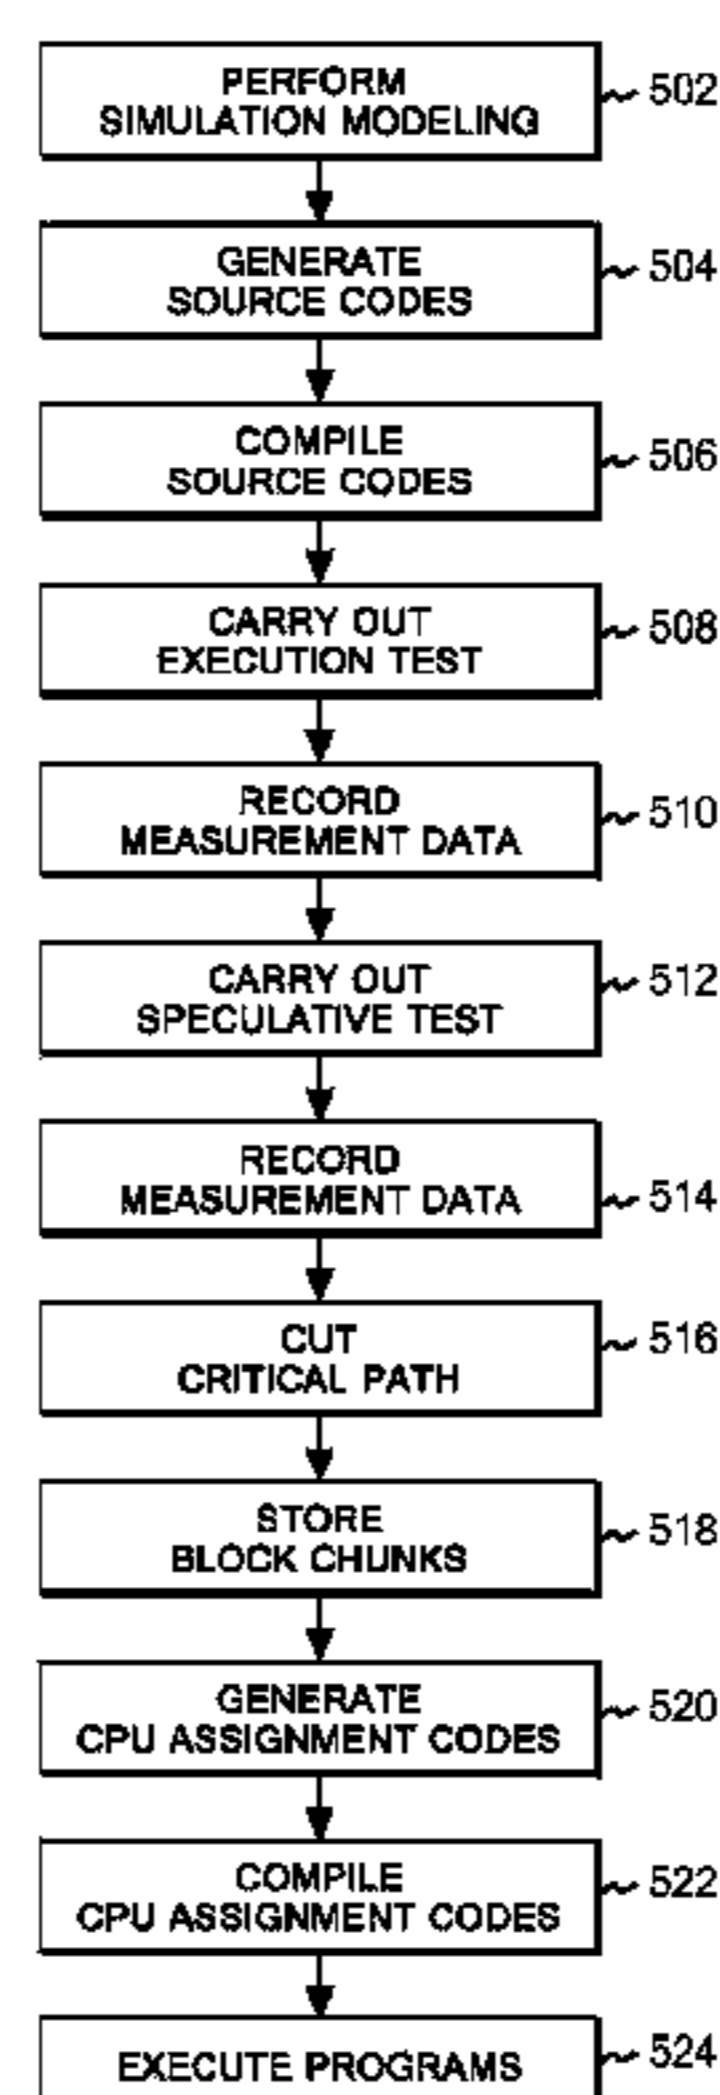 PERFORM
SIMULATION MODELING
502
GENERATE
SOURCE CODES
504
COMPILE
SOURCE CODES
506
CARRY OUT
EXECUTION TEST
508
RECORD
MEASUREMENT DATA
510
CARRY OUT
SPECULATIVE TEST
512
RECORD
MEASUREMENT DATA
514
CUT
CRITICAL PATH
516
STORE
BLOCK CHUNKS
518
GENERATE
CPU ASSIGNMENT CODES
520
COMPILE
CPU ASSIGNMENT CODES
522
EXECUTE PROGRAMS
524